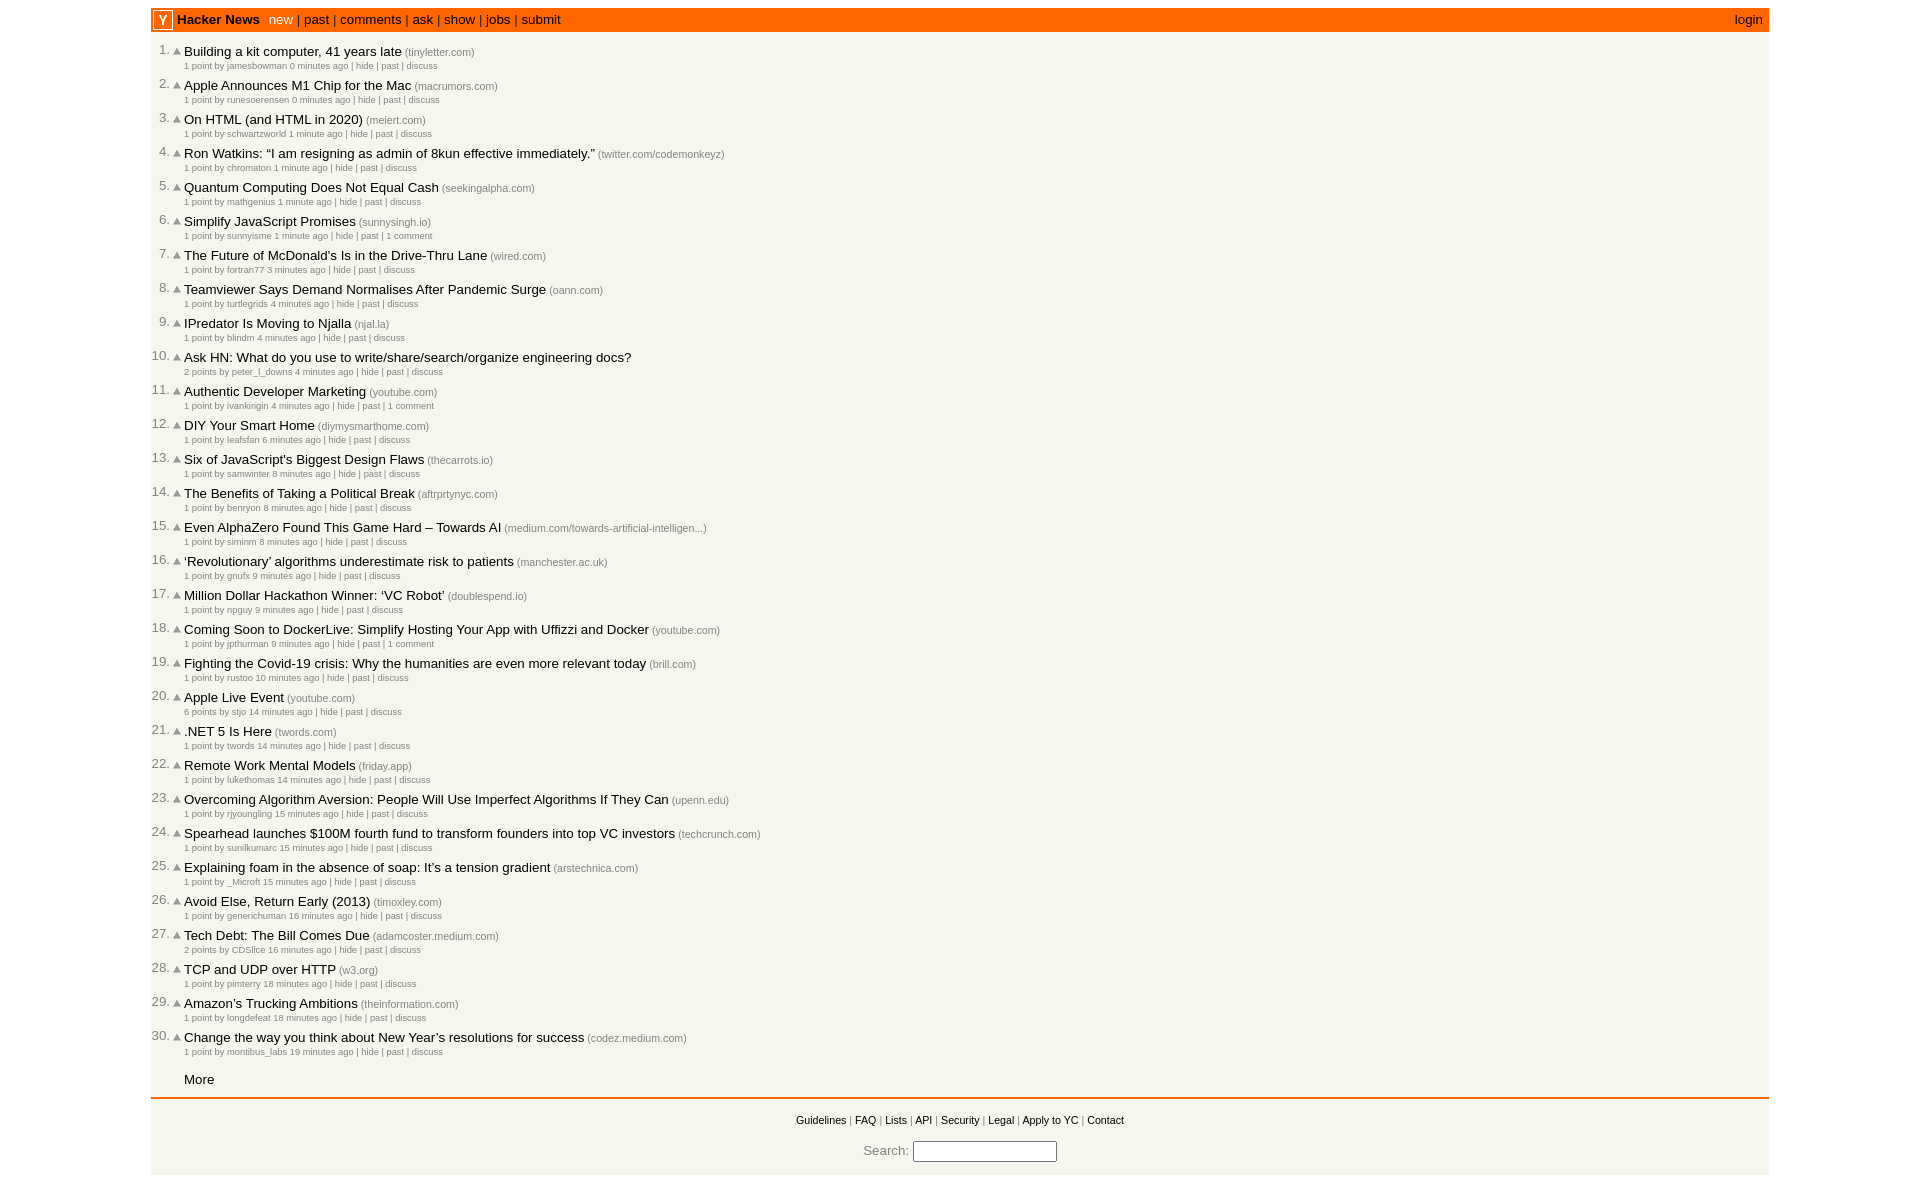 Y Hacker News new | past | comments | ask | show | jobs | submit login
1. Building a kit computer, 41 years late (tinyletter.com)
1 point by jamesbowman 0 minutes ago | hide | past | discuss
2. Apple Announces M1 Chip for the Mac (macrumors.com)
1 point by runesoerensen 0 minutes ago | hide | past | discuss
3. On HTML (and HTML in 2020) (meiert.com)
1 point by schwartzworld 1 minute ago | hide | past | discuss
4. Ron Watkins: “I am resigning as admin of 8kun effective immediately.” (twitter.com/codemonkeyz)
1 point by chromaton 1 minute ago | hide | past | discuss
5. Quantum Computing Does Not Equal Cash (seekingalpha.com)
1 point by mathgenius 1 minute ago | hide | past | discuss
6. Simplify JavaScript Promises (sunnysingh.io)
1 point by sunnyisme 1 minute ago | hide | past | 1 comment
7. The Future of McDonald's Is in the Drive-Thru Lane (wired.com)
1 point by fortran77 3 minutes ago | hide | past | discuss
8. Teamviewer Says Demand Normalises After Pandemic Surge (oann.com)
1 point by turtlegrids 4 minutes ago | hide | past | discuss
9. IPredator Is Moving to Njalla (njal.la)
1 point by blindm 4 minutes ago | hide | past | discuss
10. Ask HN: What do you use to write/share/search/organize engineering docs?
2 points by peter_l_downs 4 minutes ago | hide | past | discuss
11. Authentic Developer Marketing (youtube.com)
1 point by ivankirigin 4 minutes ago | hide | past | 1 comment
12. DIY Your Smart Home (diymysmarthome.com)
1 point by leafsfan 6 minutes ago | hide | past | discuss
13. Six of JavaScript's Biggest Design Flaws (thecarrots.io)
1 point by samwinter 8 minutes ago | hide | past | discuss
14. The Benefits of Taking a Political Break (aftrprtynyc.com)
1 point by benryon 8 minutes ago | hide | past | discuss
15. Even AlphaZero Found This Game Hard – Towards AI (medium.com/towards-artificial-intelligen...)
1 point by siminm 8 minutes ago | hide | past | discuss
16. ‘Revolutionary’ algorithms underestimate risk to patients (manchester.ac.uk)
1 point by gnufx 9 minutes ago | hide | past | discuss
17. Million Dollar Hackathon Winner: ‘VC Robot’ (doublespend.io)
1 point by npguy 9 minutes ago | hide | past | discuss
18. Coming Soon to DockerLive: Simplify Hosting Your App with Uffizzi and Docker (youtube.com)
1 point by jpthurman 9 minutes ago | hide | past | 1 comment
19. Fighting the Covid-19 crisis: Why the humanities are even more relevant today (brill.com)
1 point by rustoo 10 minutes ago | hide | past | discuss
20. Apple Live Event (youtube.com)
6 points by stjo 14 minutes ago | hide | past | discuss
21. .NET 5 Is Here (twords.com)
1 point by twords 14 minutes ago | hide | past | discuss
22. Remote Work Mental Models (friday.app)
1 point by lukethomas 14 minutes ago | hide | past | discuss
23. Overcoming Algorithm Aversion: People Will Use Imperfect Algorithms If They Can (upenn.edu)
1 point by rjyoungling 15 minutes ago | hide | past | discuss
24. Spearhead launches $100M fourth fund to transform founders into top VC investors (techcrunch.com)
1 point by sunilkumarc 15 minutes ago | hide | past | discuss
25. Explaining foam in the absence of soap: It’s a tension gradient (arstechnica.com)
1 point by _Microft 15 minutes ago | hide | past | discuss
26. Avoid Else, Return Early (2013) (timoxley.com)
1 point by generichuman 16 minutes ago | hide | past | discuss
27. Tech Debt: The Bill Comes Due (adamcoster.medium.com)
2 points by CDSlice 16 minutes ago | hide | past | discuss
28. TCP and UDP over HTTP (w3.org)
1 point by pimterry 18 minutes ago | hide | past | discuss
29. Amazon’s Trucking Ambitions (theinformation.com)
1 point by longdefeat 18 minutes ago | hide | past | discuss
30. Change the way you think about New Year’s resolutions for success (codez.medium.com)
1 point by montibus_labs 19 minutes ago | hide | past | discuss
More
Guidelines | FAQ | Lists | API | Security | Legal | Apply to YC | Contact
Search: